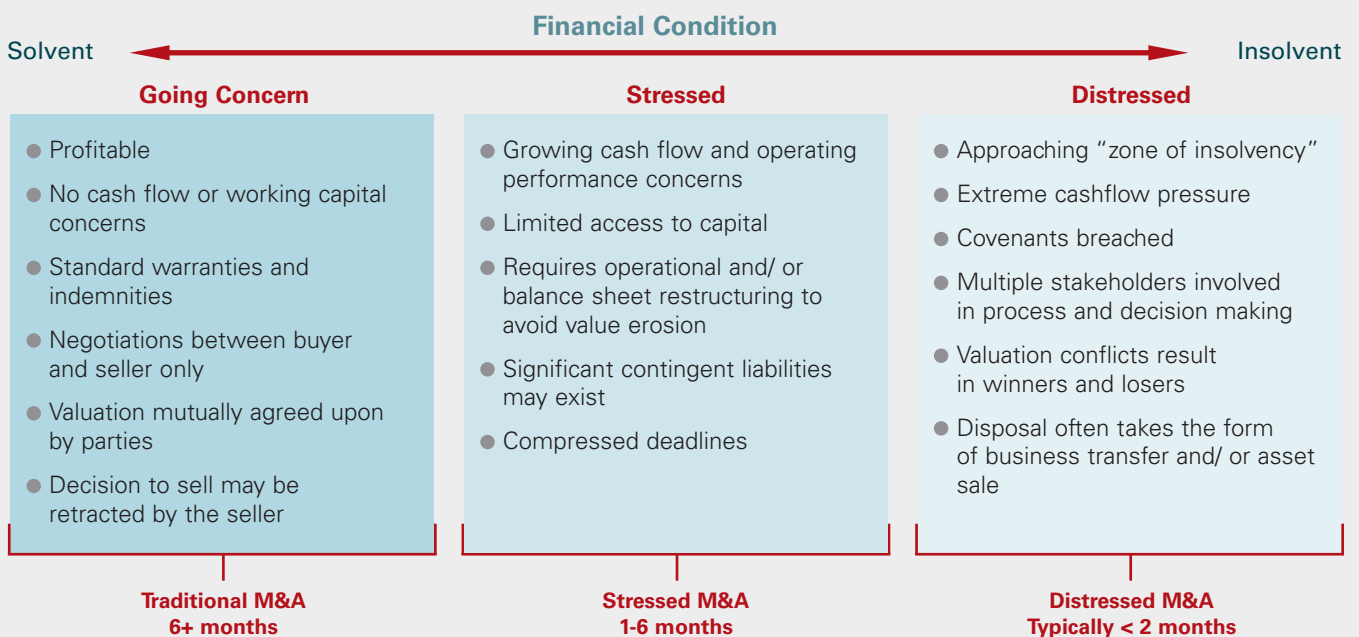 Financial Condition
Solvent
Insolvent
Going Concern
Profitable
No cash flow or working capital
concerns
Standard warranties and
indemnities
Negotiations between buyer
and seller only
Valuation mutually agreed upon
by parties
Decision to sell may be
retracted by the seller
Traditional M&A
6+ months
Stressed
Growing cash flow and operating
performance concerns
Limited access to capital
Requires operational and/ or
balance sheet restructuring to
avoid value erosion
Significant contingent liabilities
may exist
Compressed deadlines
Stressed M&A
1-6 months
Distressed
Approaching “zone of insolvency”
Extreme cashflow pressure
Covenants breached
Multiple stakeholders involved
in process and decision making
Valuation conflicts result
in winners and losers
Disposal often takes the form
of business transfer and/ or asset
sale
Distressed M&A
Typically < 2 months